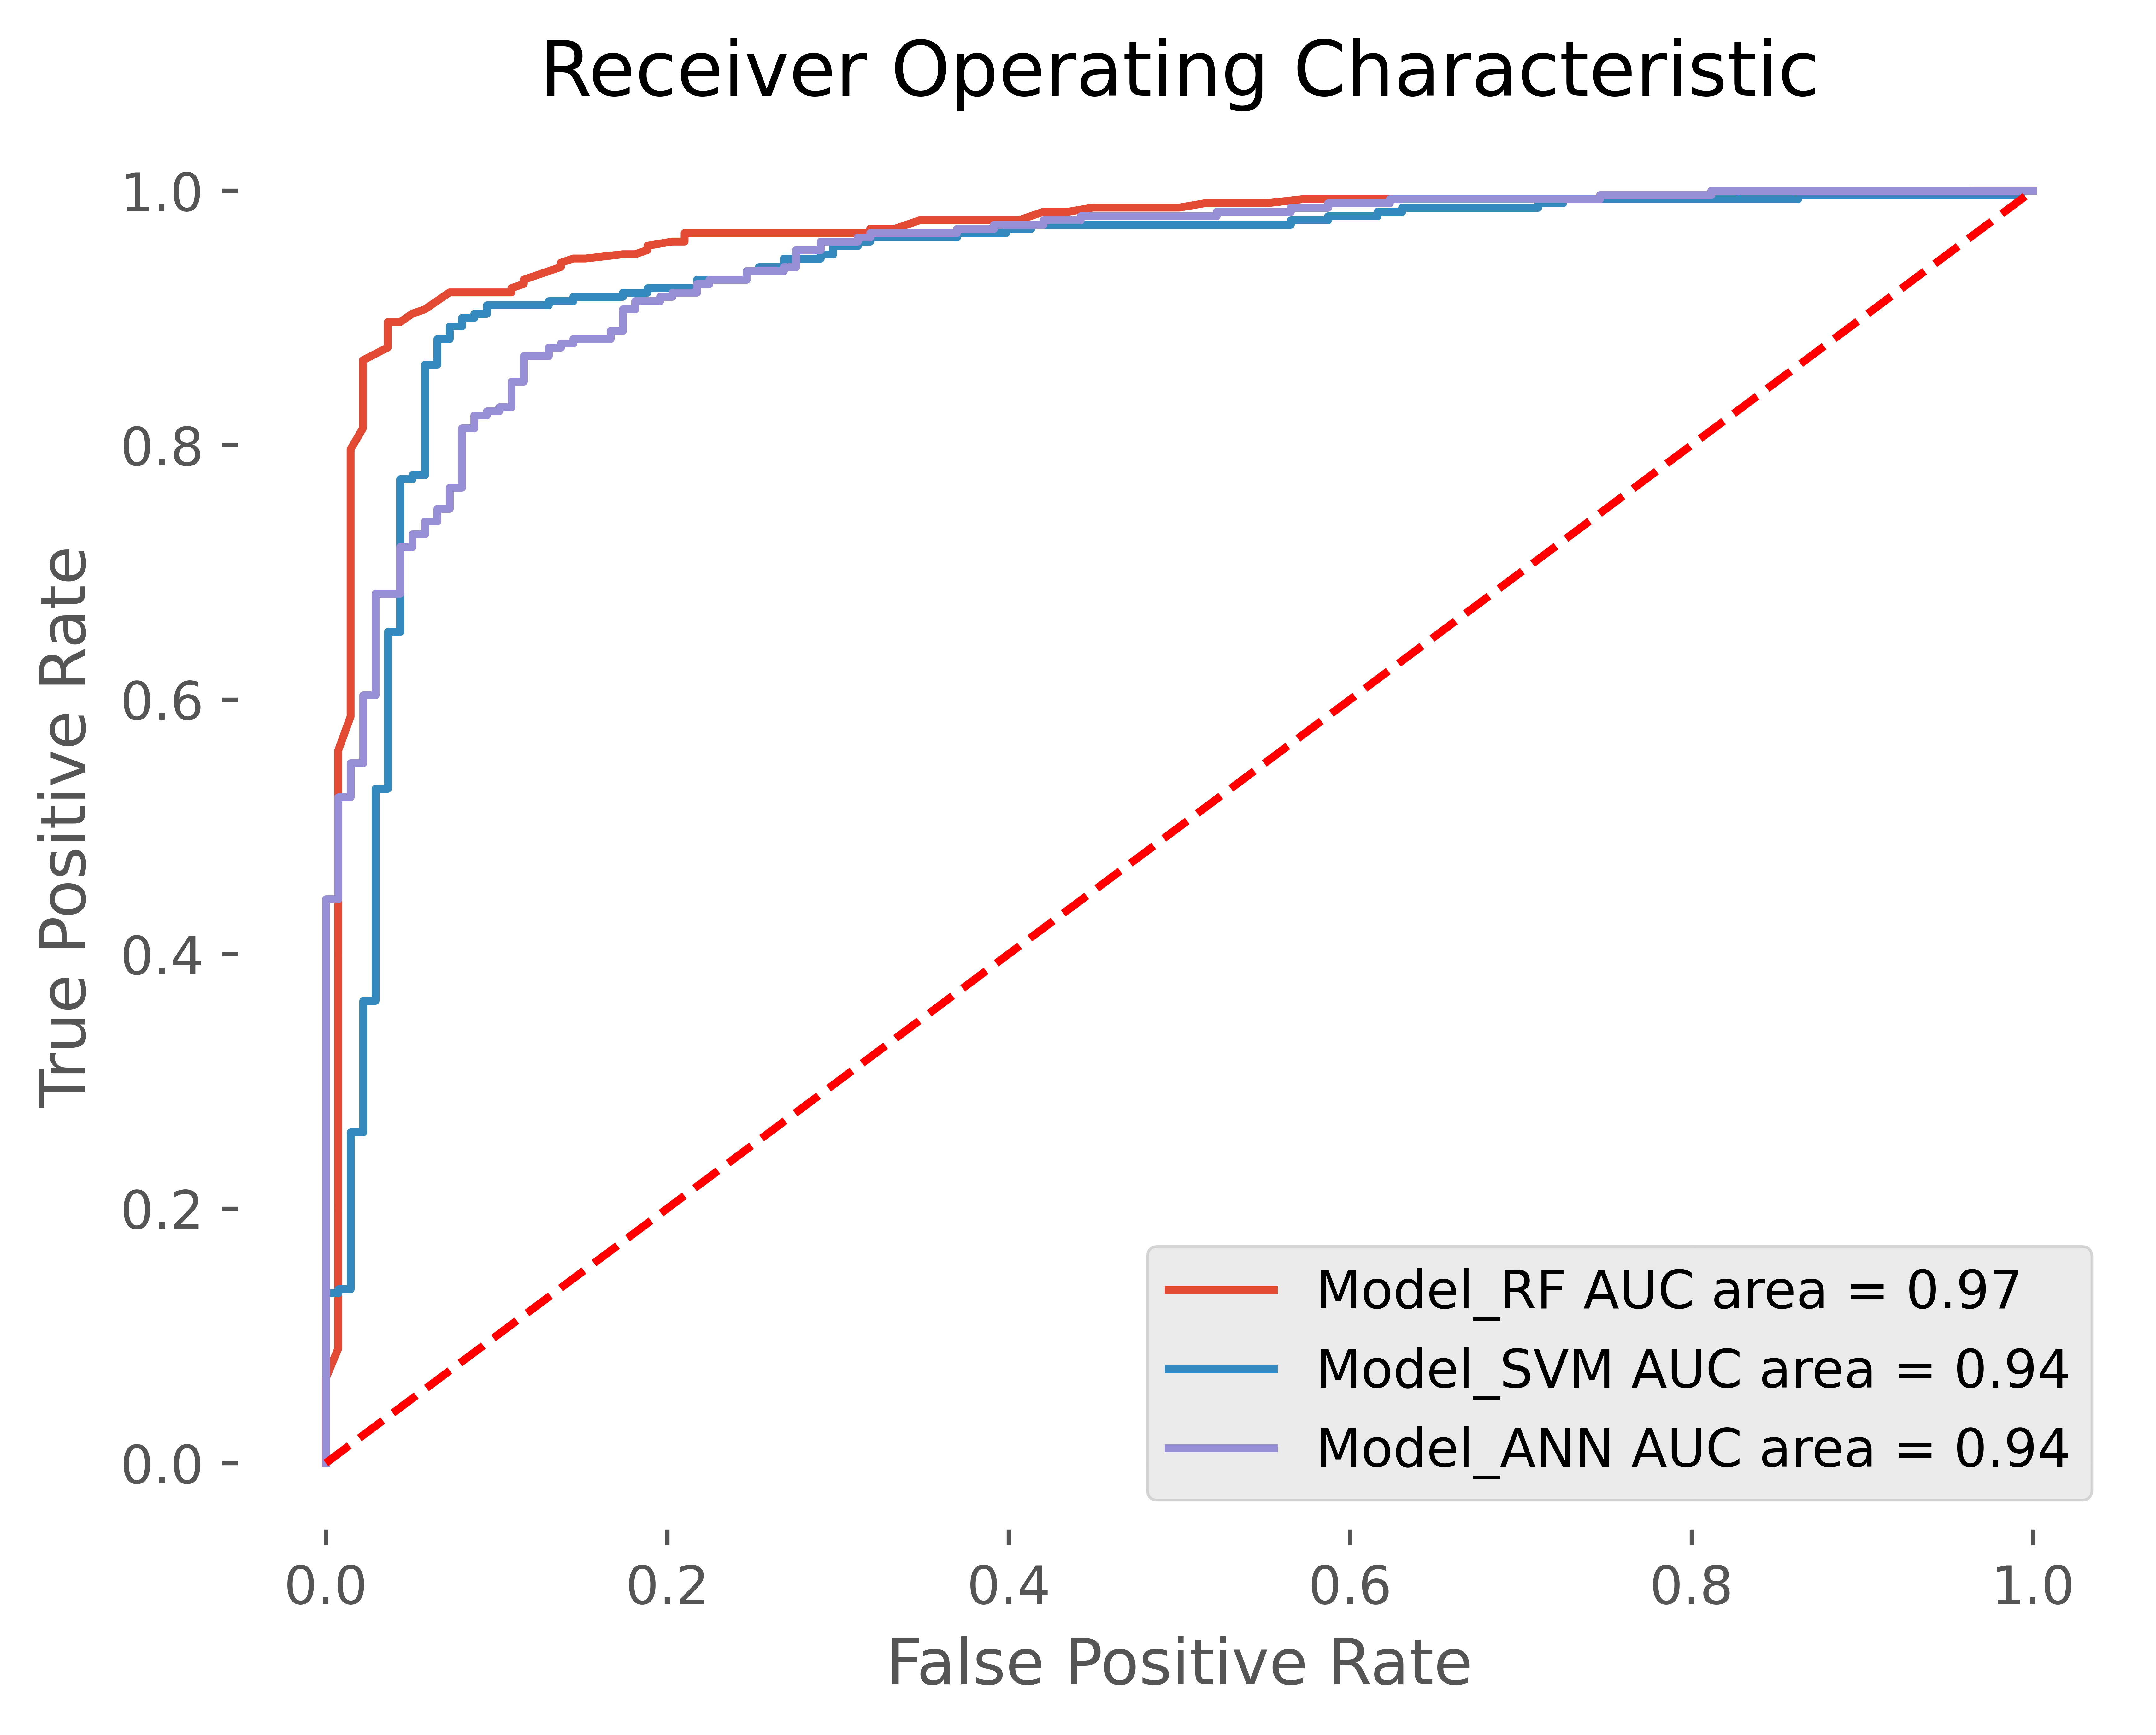 Receiver Operating Characteristic
1.0
0.8
0.6
0.4
0.2
0.0
True Positive Rate
Model_RF AUC area = 0.97
Model_SVM AUC area = 0.94
Model_ANN AUC area = 0.94
0.0 0.2 0.4 0.6 0.8 1.0
False Positive Rate